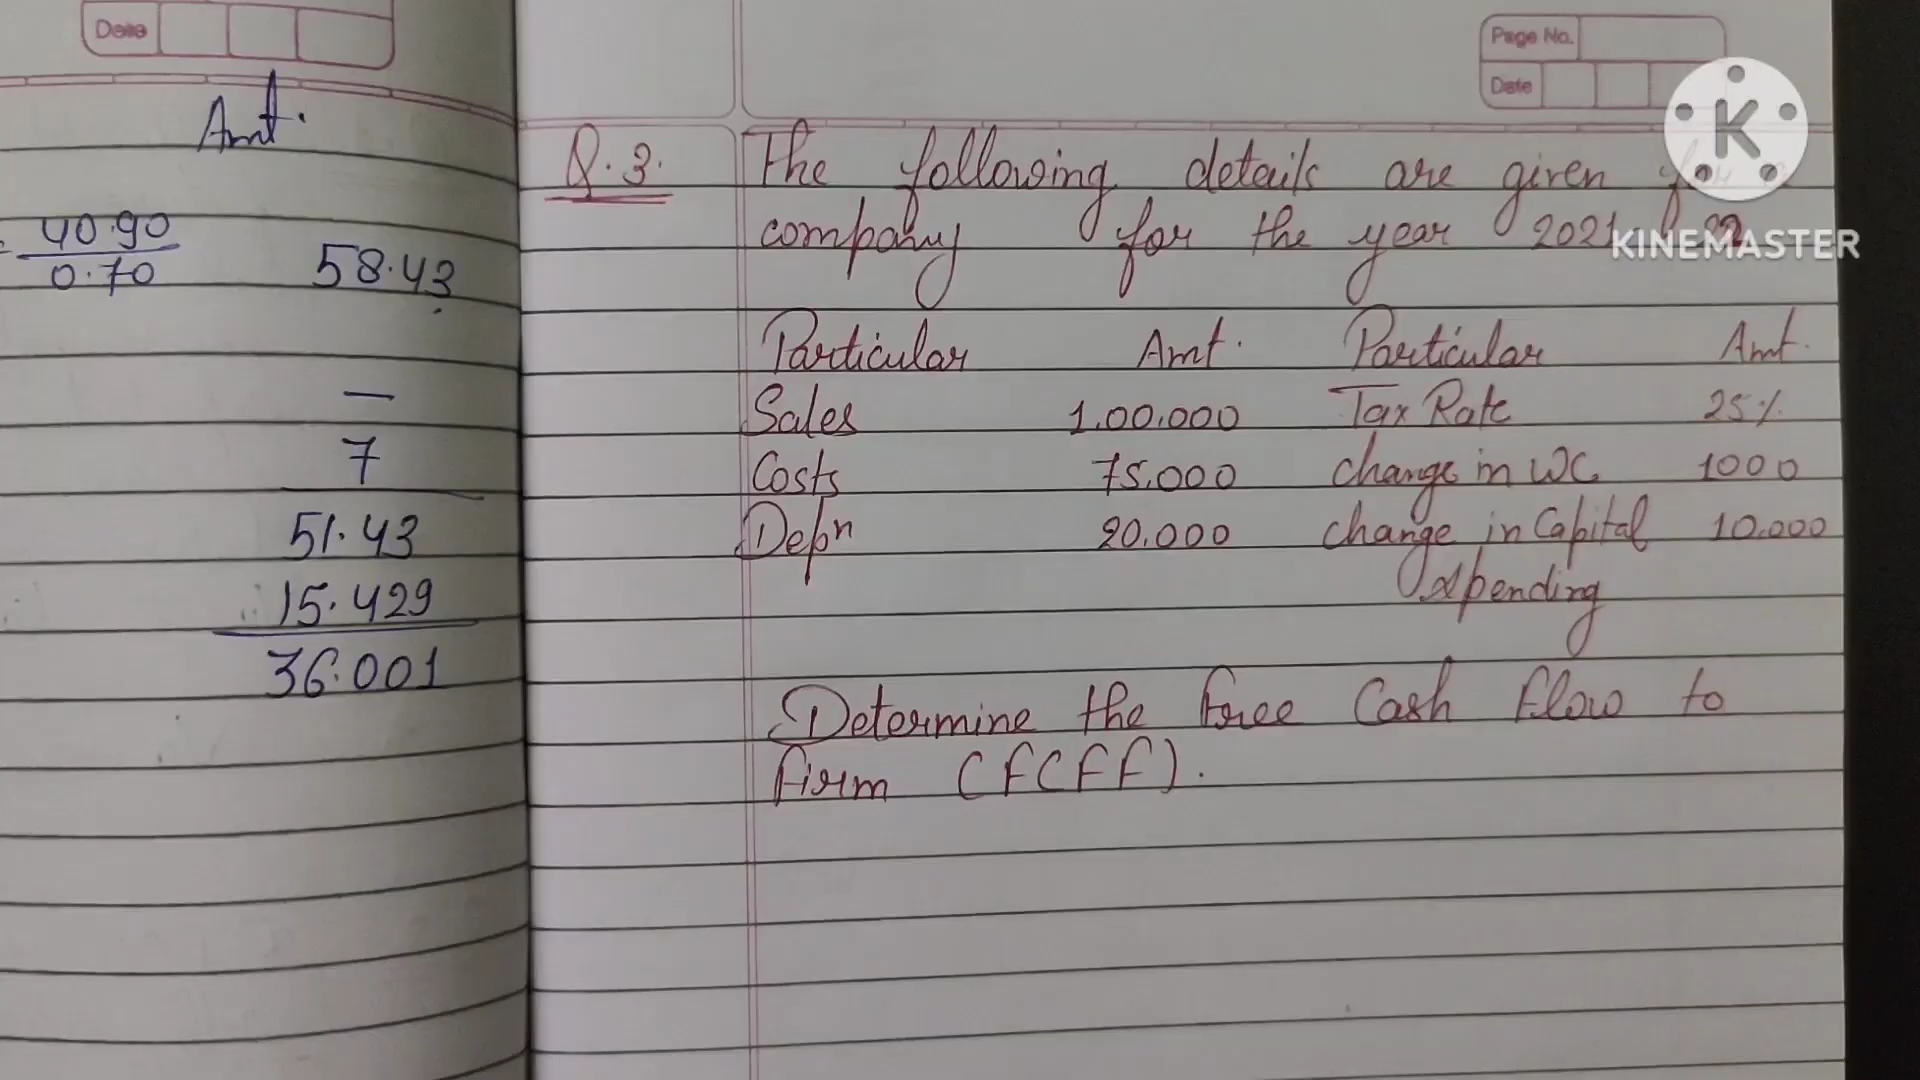 Date
Amt.
40.90
0.70
58.43
—
7
51.43
15.429
36.001
Page No.
Date
K
KINEMASTER
Q.3. The following details are given
company for the year 2021-22
Particular Amt. Particular Amt.
Sales 1,00,000 Tax Rate 25%
Costs 75,000 change in WC 1000
Depn 20,000 change in Capital 10,000
spending
Determine the Free Cash Flow to
Firm (FCFF).